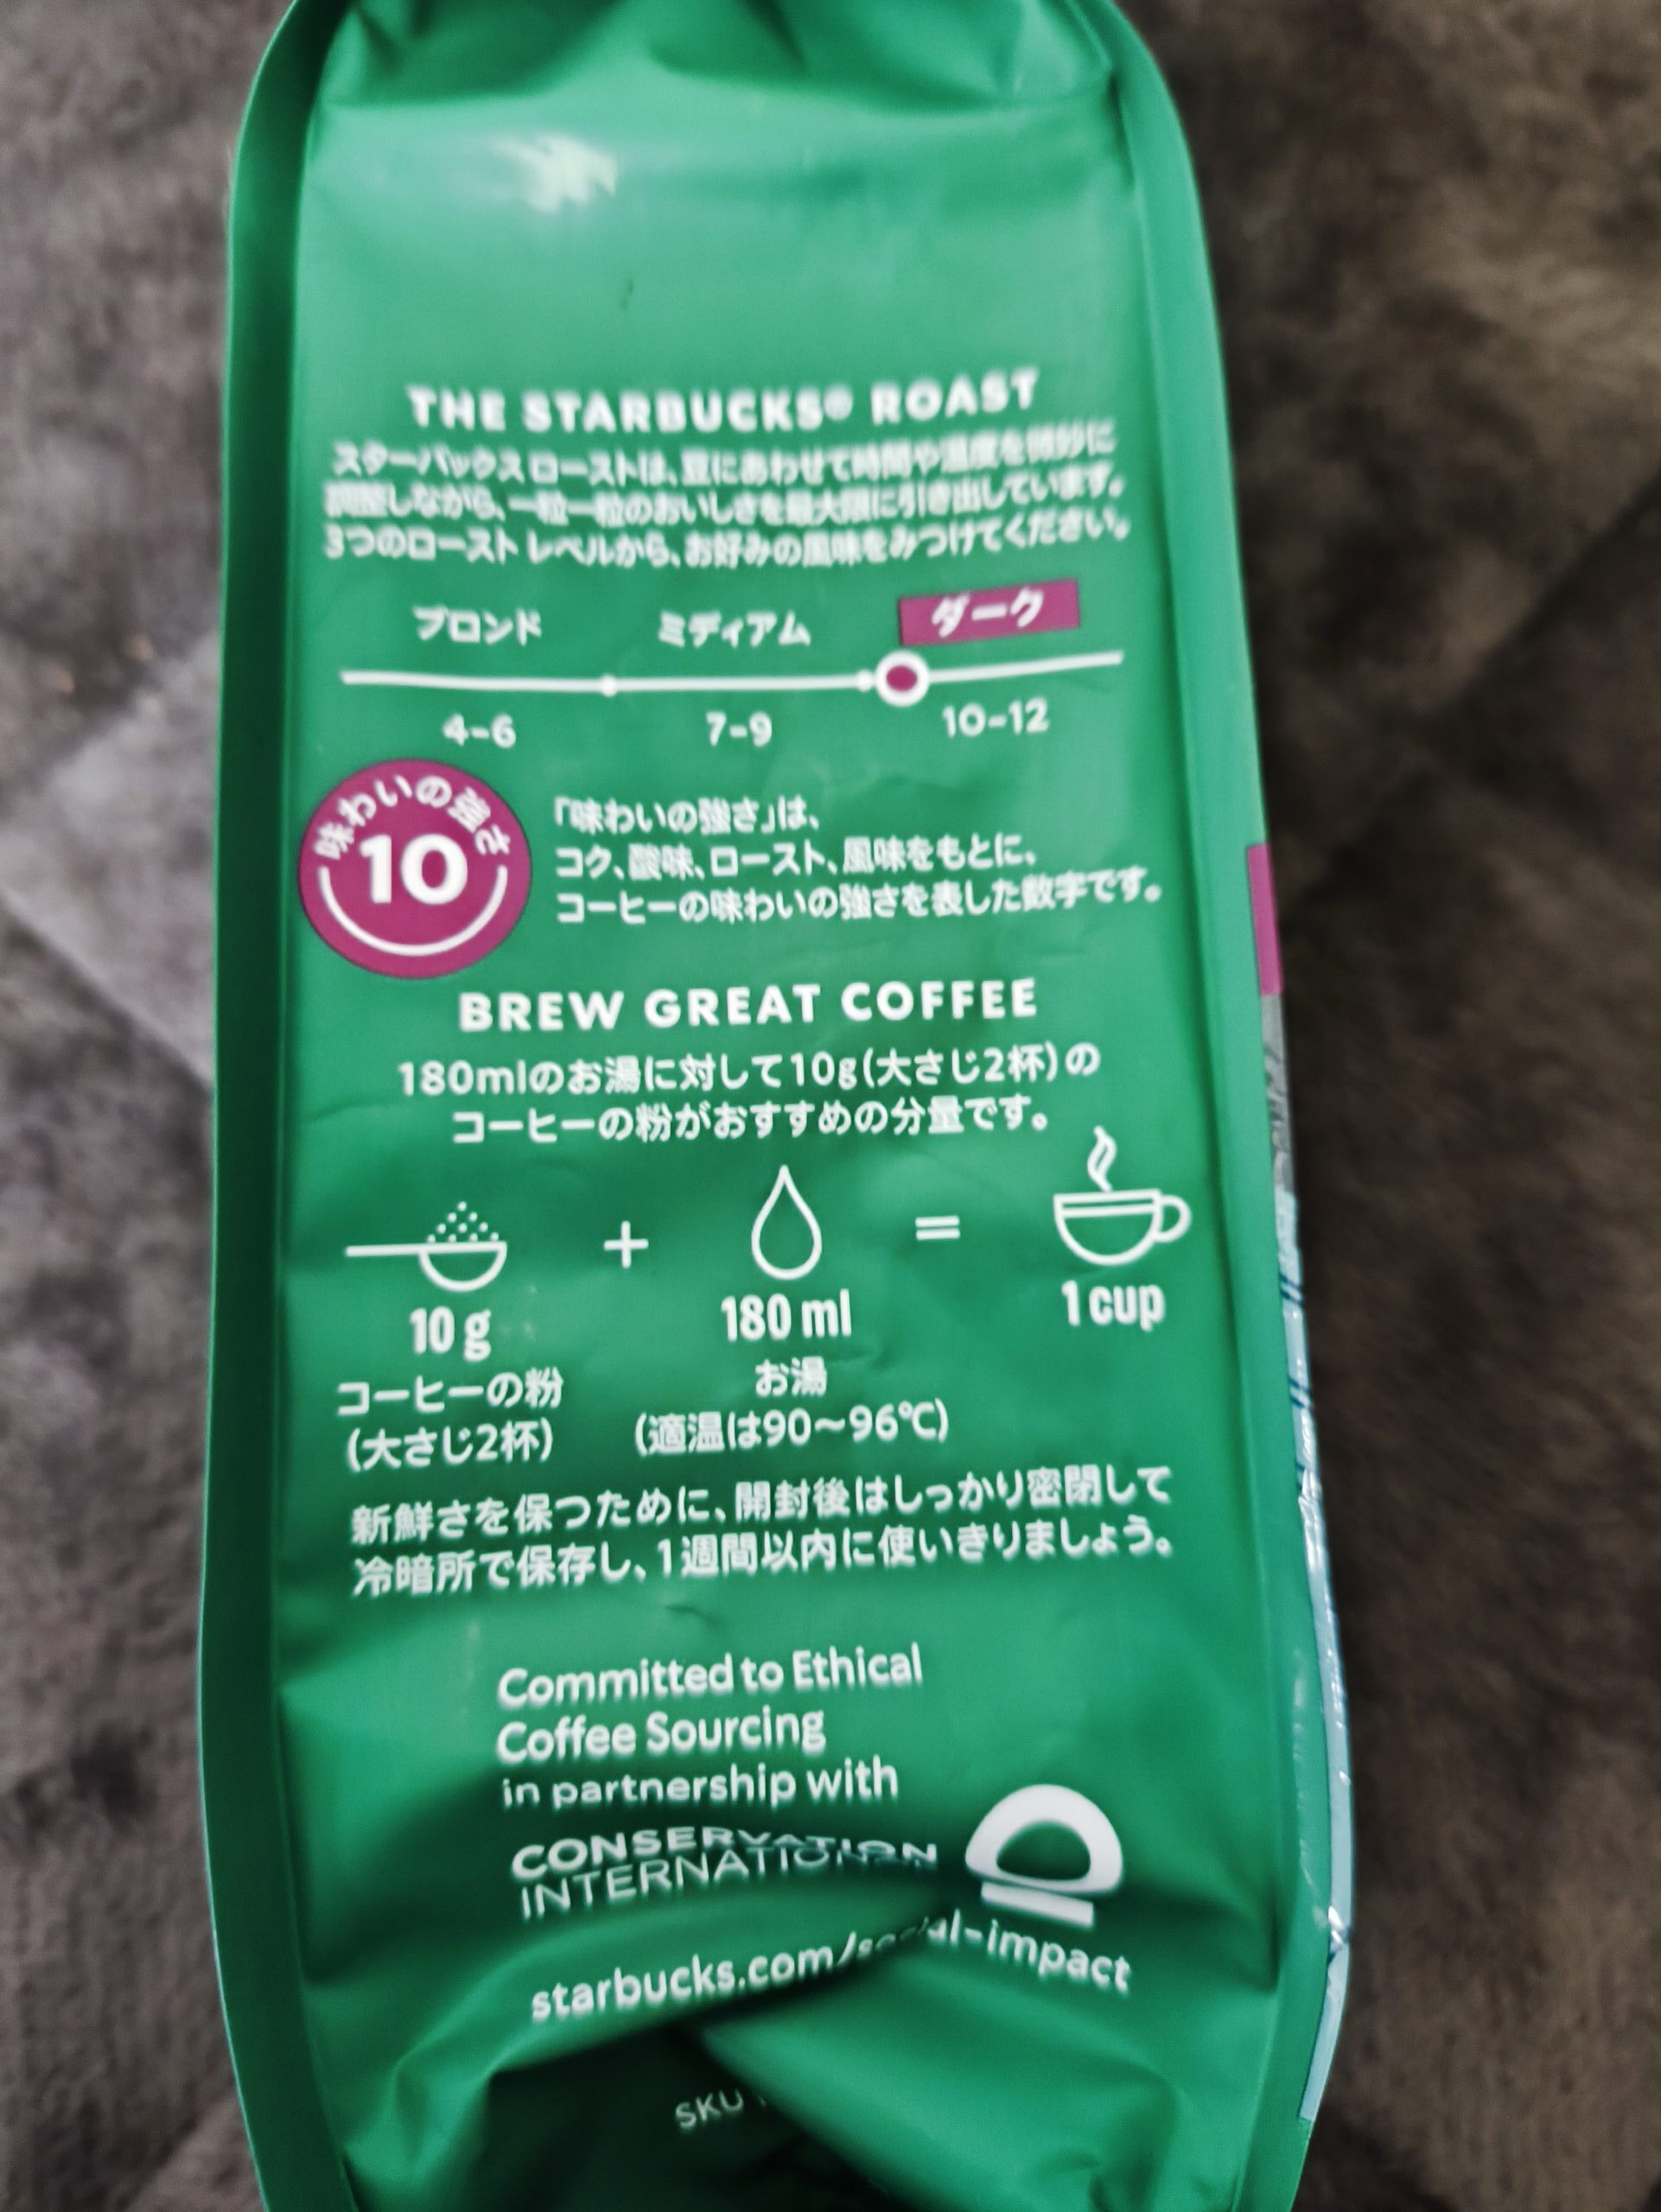 THE STARBUCKS® ROAST
スターバックス ローストは、豆にあわせて時間や温度を微妙に
調整しながら、一粒一粒のおいしさを最大限に引き出しています。
3つのロースト レベルから、お好みの風味をみつけてください。
ブロンド ミディアム ダーク
4-6 7-9 10-12
味わいの強さ
10
「味わいの強さ」は、
コク、酸味、ロースト、風味をもとに、
コーヒーの味わいの強さを表した数字です。
BREW GREAT COFFEE
180mlのお湯に対して10g(大さじ2杯)の
コーヒーの粉がおすすめの分量です。
+ =
10 g 180 ml 1 cup
コーヒーの粉 お湯
(大さじ2杯) (適温は90～96℃)
新鮮さを保つために、開封後はしっかり密閉して
冷暗所で保存し、1週間以内に使いきりましょう。
Committed to Ethical
Coffee Sourcing
in partnership with
CONSERVATION
INTERNATIONAL
starbucks.com/social-impact
SKU